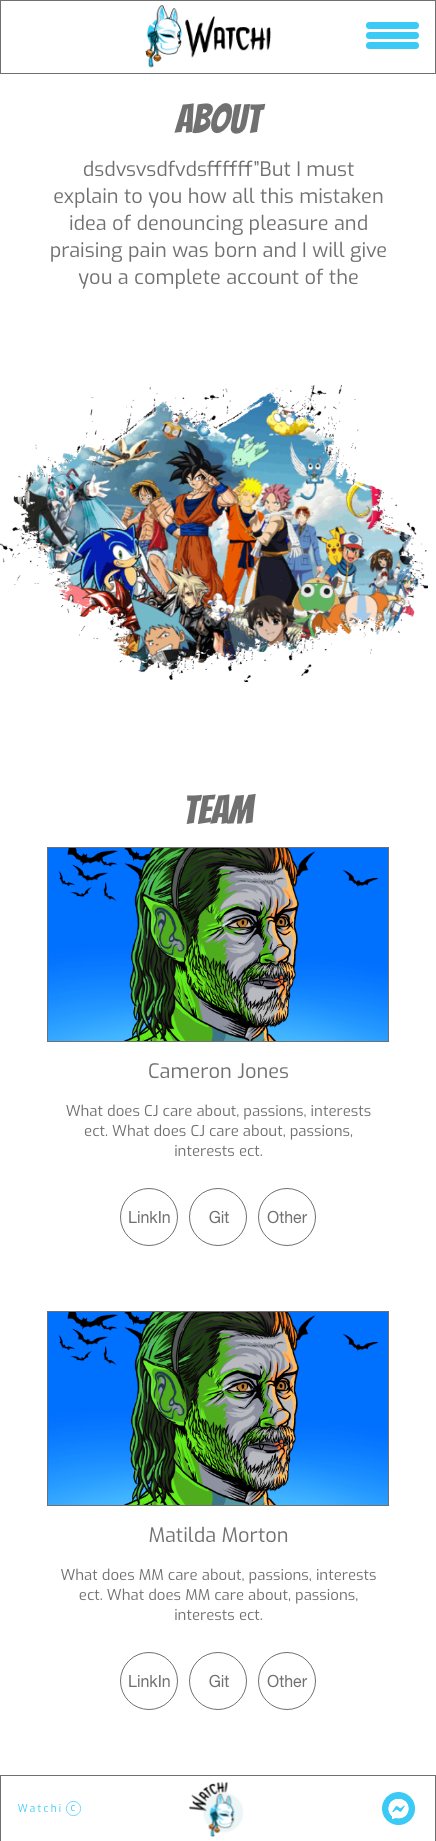 Watchi
ABOUT
dsdvsvsdfvdsffffff"But I must
explain to you how all this mistaken
idea of denouncing pleasure and
praising pain was born and I will give
you a complete account of the
TEAM
Cameron Jones
What does CJ care about, passions, interests
ect. What does CJ care about, passions,
interests ect.
LinkIn Git Other
Matilda Morton
What does MM care about, passions, interests
ect. What does MM care about, passions,
interests ect.
LinkIn Git Other
Watchi C
Watchi